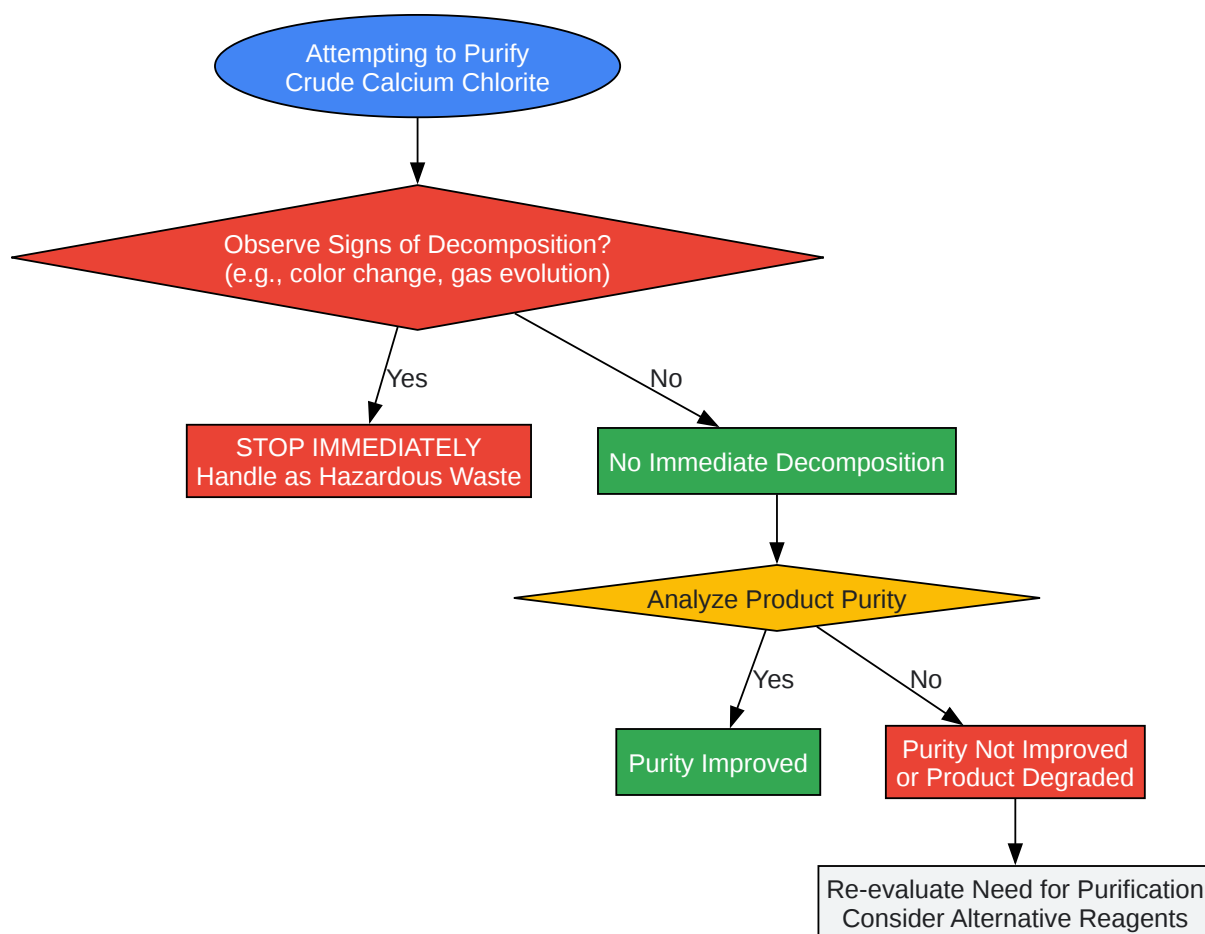 Attempting to Purify
Crude Calcium Chlorite
Observe Signs of Decomposition?
(e.g., color change, gas evolution)
Yes
No
STOP IMMEDIATELY
Handle as Hazardous Waste
No Immediate Decomposition
Analyze Product Purity
Yes
No
Purity Improved
Purity Not Improved
or Product Degraded
Re-evaluate Need for Purification
Consider Alternative Reagents